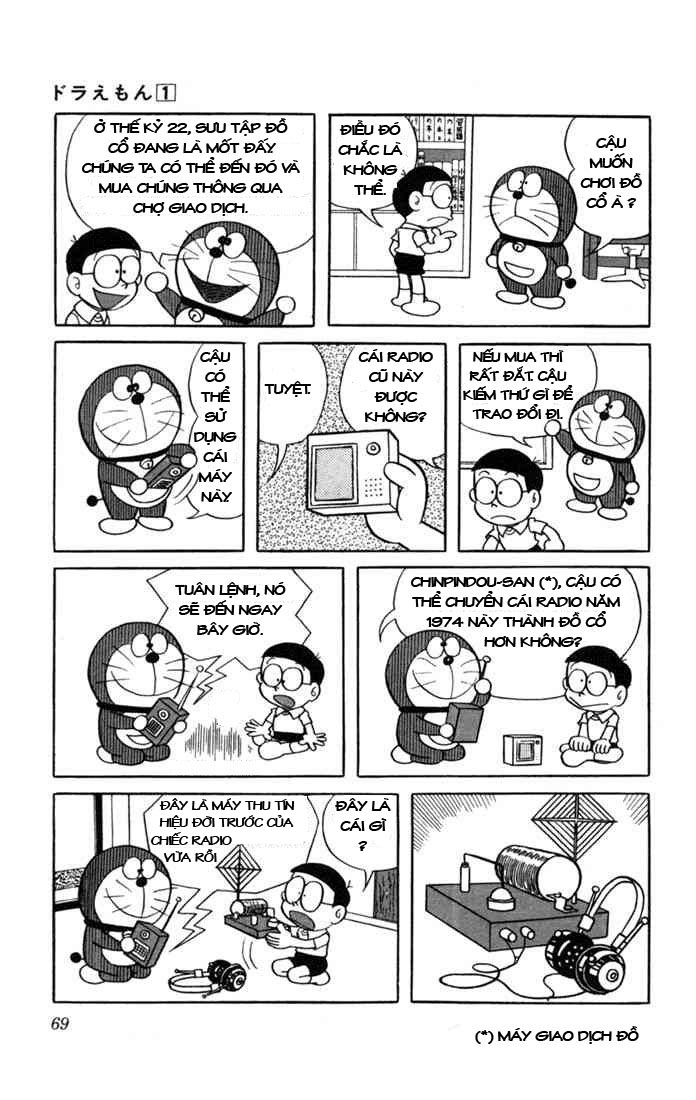 ドラえもん 1
CẬU
MUỐN
CHƠI ĐỒ
CỔ À ?
ĐIỀU ĐÓ
CHẮC LÀ
KHÔNG
THỂ.
Ở THẾ KỶ 22, SƯU TẬP ĐỒ
CỔ ĐANG LÀ MỐT ĐẤY
CHÚNG TA CÓ THỂ ĐẾN ĐÓ VÀ
MUA CHÚNG THÔNG QUA
CHỢ GIAO DỊCH.
NẾU MUA THÌ
RẤT ĐẮT. CẬU
KIẾM THỨ GÌ ĐỂ
TRAO ĐỔI ĐI.
CÁI RADIO
CŨ NÀY
ĐƯỢC
KHÔNG?
TUYỆT.
CẬU
CÓ
THỂ
SỬ
DỤNG
CÁI
MÁY
NÀY
CHINPINDOU-SAN (*), CẬU CÓ
THỂ CHUYỂN CÁI RADIO NĂM
1974 NÀY THÀNH ĐỒ CỔ
HƠN KHÔNG?
TUÂN LỆNH, NÓ
SẼ ĐẾN NGAY
BÂY GIỜ.
ĐÂY LÀ
CÁI GÌ
?
ĐÂY LÀ MÁY THU TÍN
HIỆU ĐỜI TRƯỚC CỦA
CHIẾC RADIO
VỪA RỒI
69
(*) MÁY GIAO DỊCH ĐỒ